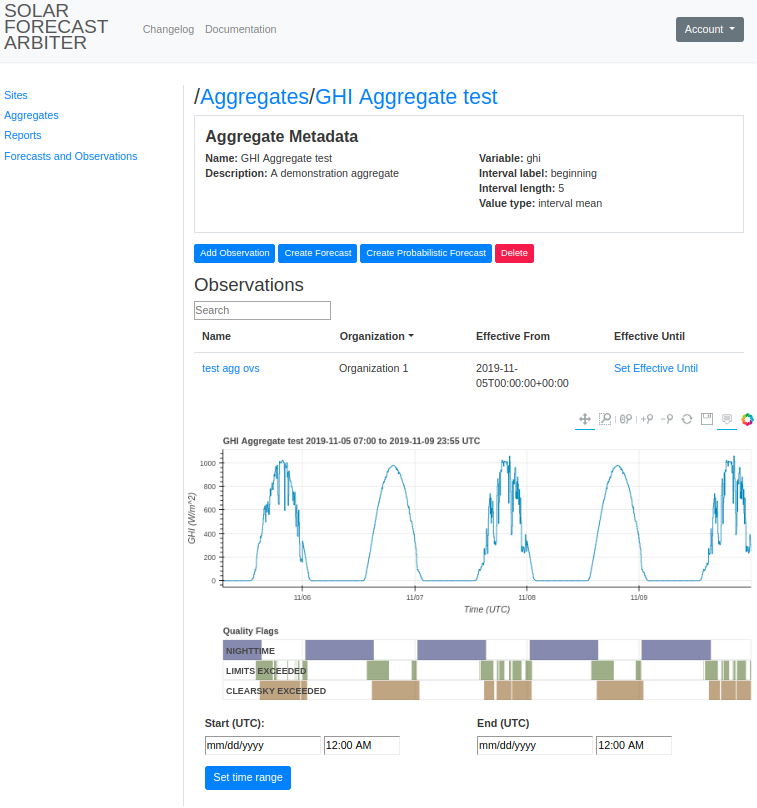 SOLAR
FORECAST
ARBITER
Changelog Documentation
Account
Sites
Aggregates
Reports
Forecasts and Observations
/Aggregates/GHI Aggregate test
Aggregate Metadata
Name: GHI Aggregate test
Description: A demonstration aggregate
Variable: ghi
Interval label: beginning
Interval length: 5
Value type: interval mean
Add Observation Create Forecast Create Probabilistic Forecast Delete
Observations
Search
Name Organization Effective From Effective Until
test agg ovs Organization 1 2019-11-05T00:00:00+00:00 Set Effective Until
GHI Aggregate test 2019-11-05 07:00 to 2019-11-09 23:55 UTC
GHI (W/m^2)
1000
800
600
400
200
0
11/06 11/07 11/08 11/09
Time (UTC)
Quality Flags
NIGHTTIME
LIMITS EXCEEDED
CLEARSKY EXCEEDED
Start (UTC): End (UTC)
mm/dd/yyyy 12:00 AM mm/dd/yyyy 12:00 AM
Set time range